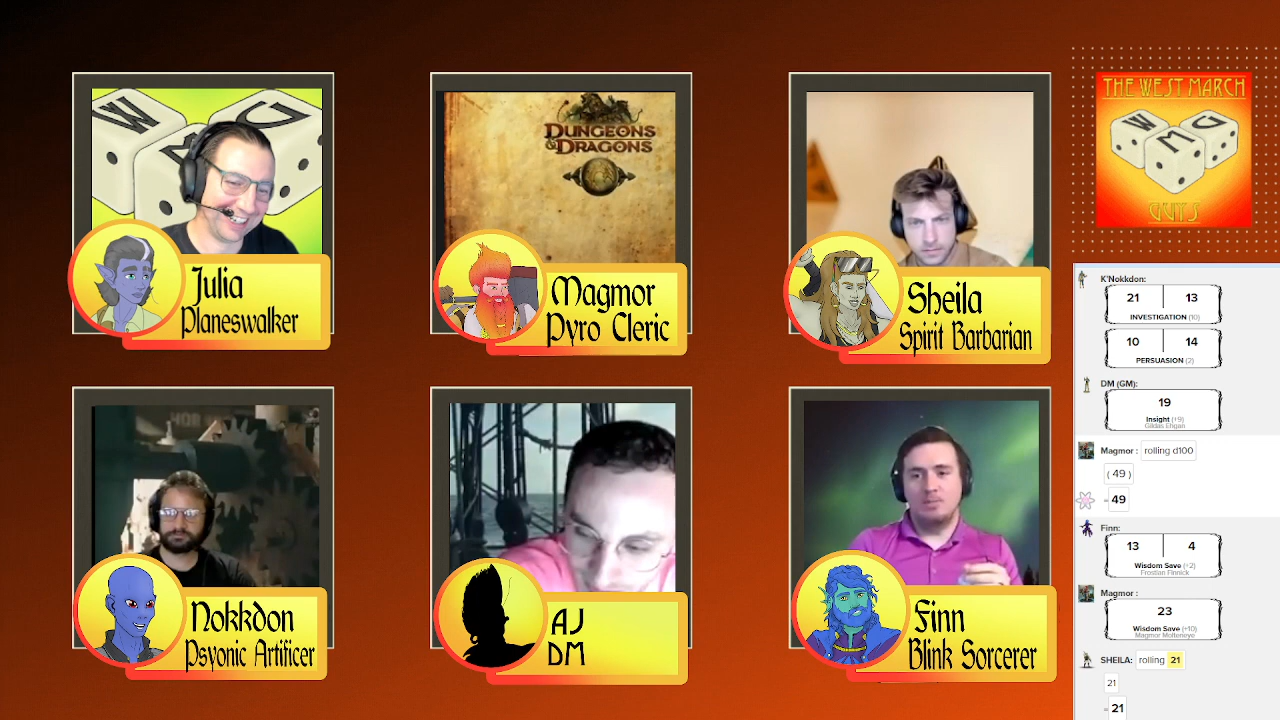 W
G
Julia
Planeswalker
DUNGEONS
& DRAGONS
Magmor
Pyro Cleric
Sheila
Spirit Barbarian
Nokkdon
Psyonic Artificer
AJ
DM
Finn
Blink Sorcerer
THE WEST MARCH
W
M
G
GUYS
K'Nokkdon:
21 13
INVESTIGATION (10)
10 14
PERSUASION (2)
DM (GM):
19
Insight (+9)
Gildas Engan
Magmor : rolling d100
( 49 )
= 49
Finn:
13 4
Wisdom Save (+2)
Frostian Finnick
Magmor :
23
Wisdom Save (+10)
Magmor Molteneye
SHEILA: rolling 21
21
= 21